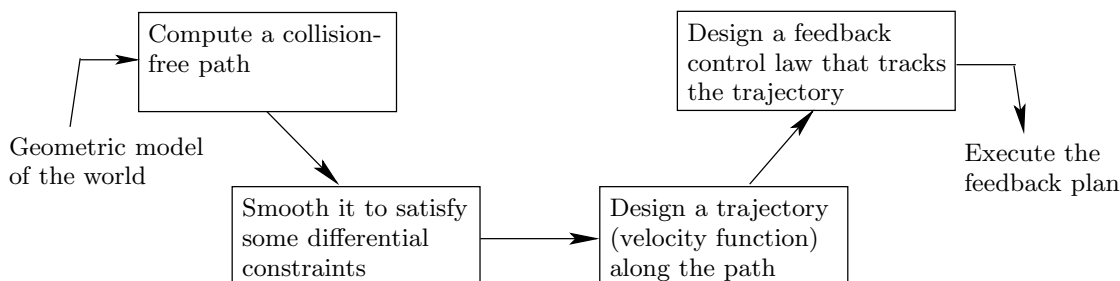 Geometric model
of the world
Compute a collision-
free path
Smooth it to satisfy
some differential
constraints
Design a trajectory
(velocity function)
along the path
Design a feedback
control law that tracks
the trajectory
Execute the
feedback plan